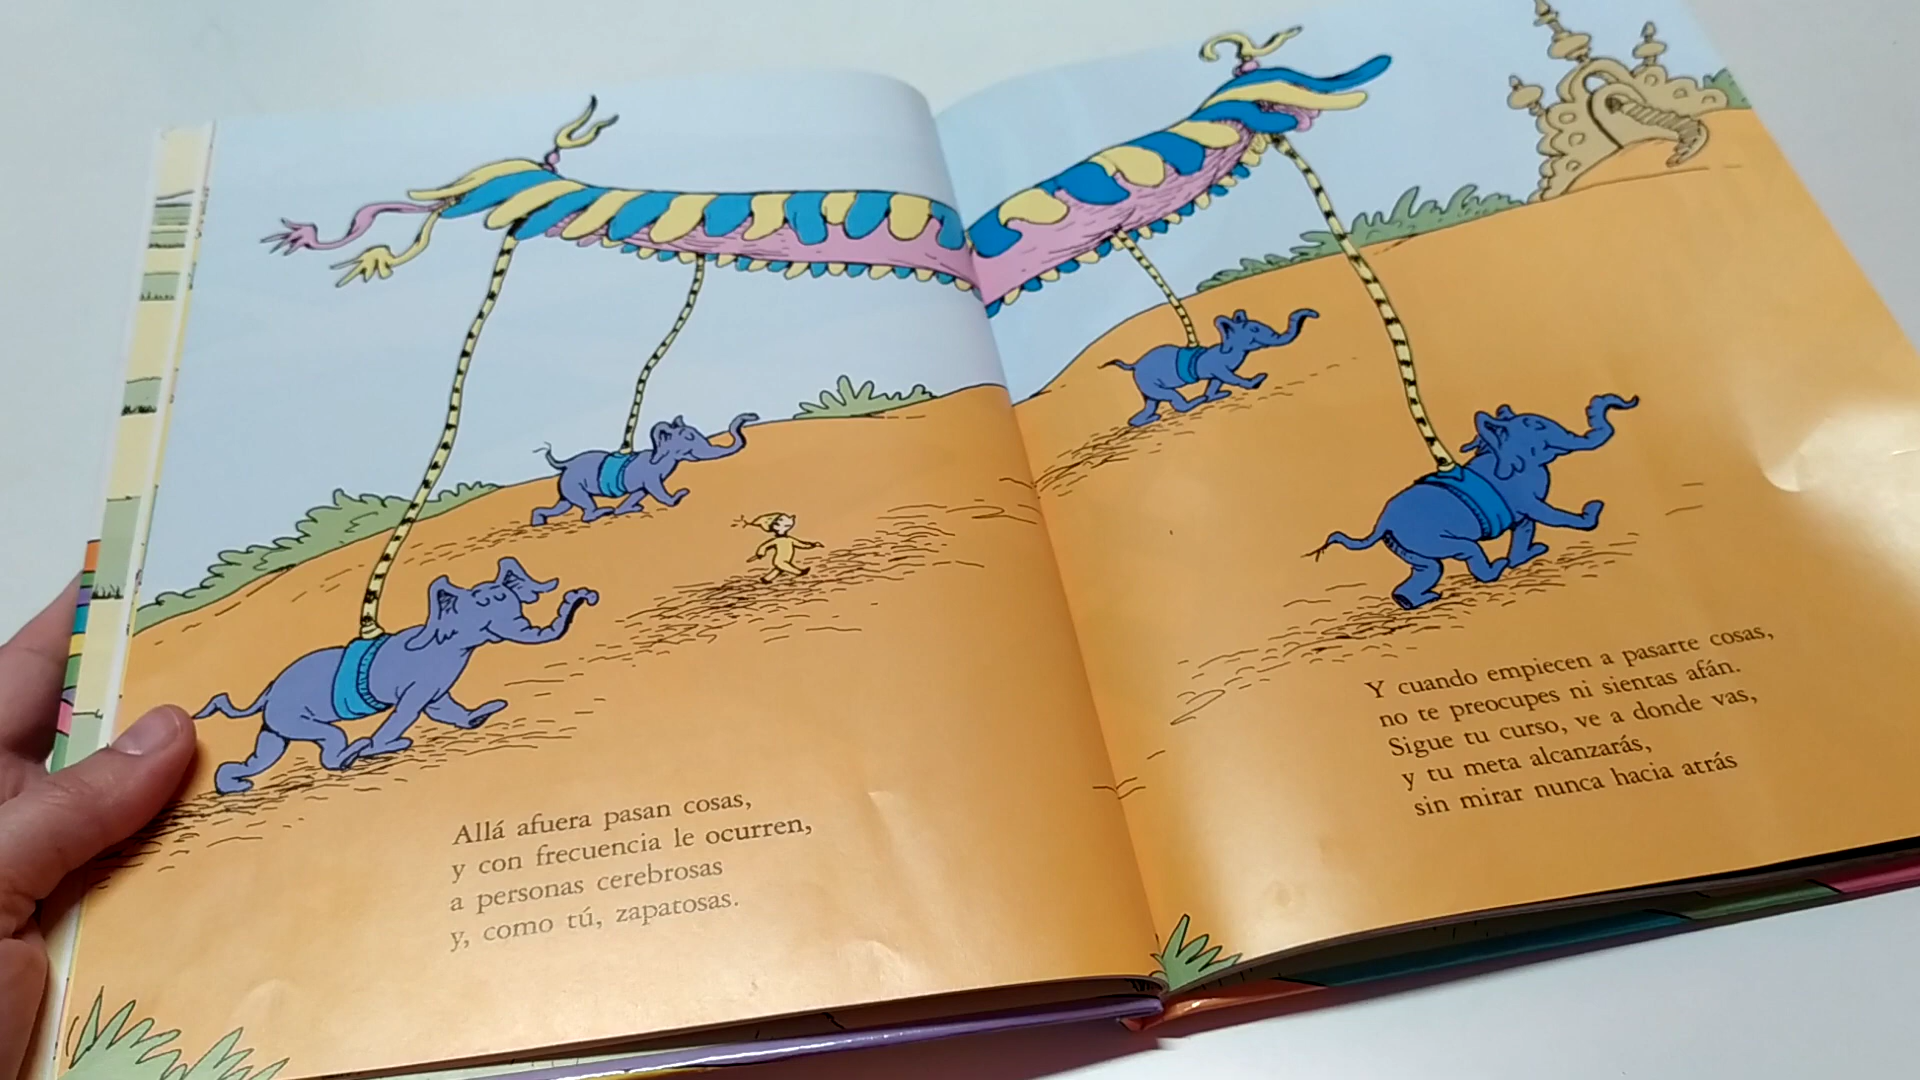 Allá afuera pasan cosas,
y con frecuencia le ocurren,
a personas cerebrosas
y, como tú, zapatosas.
Y cuando empiecen a pasarte cosas,
no te preocupes ni sientas afán.
Sigue tu curso, ve a donde vas,
y tu meta alcanzarás,
sin mirar nunca hacia atrás